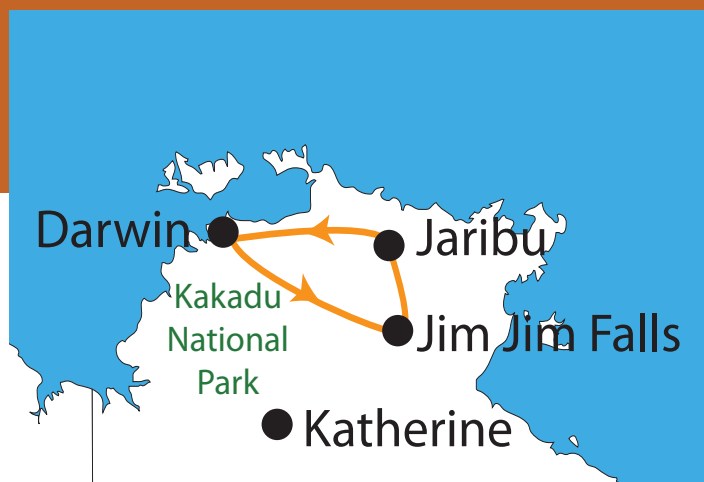 Darwin
Jaribu
Kakadu
National
Park
Jim Jim Falls
Katherine